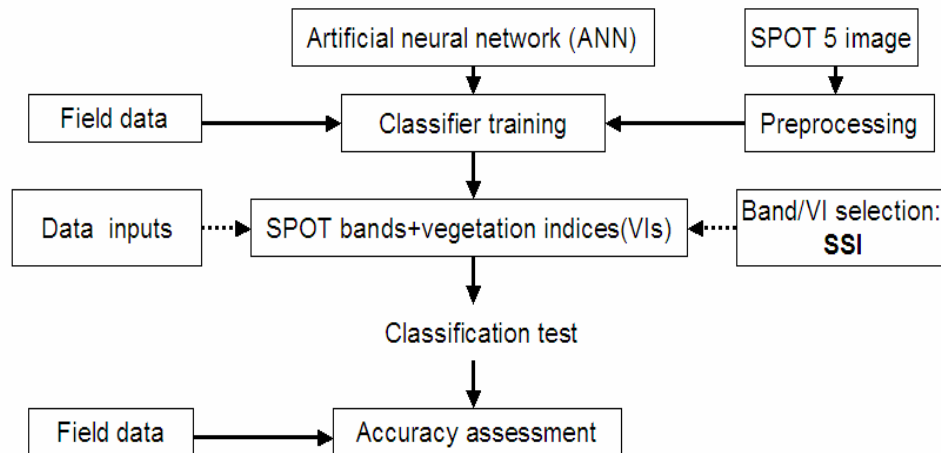 Artificial neural network (ANN)
SPOT 5 image
Field data
Classifier training
Preprocessing
Data inputs
SPOT bands+vegetation indices(VIs)
Band/VI selection:
SSI
Classification test
Field data
Accuracy assessment